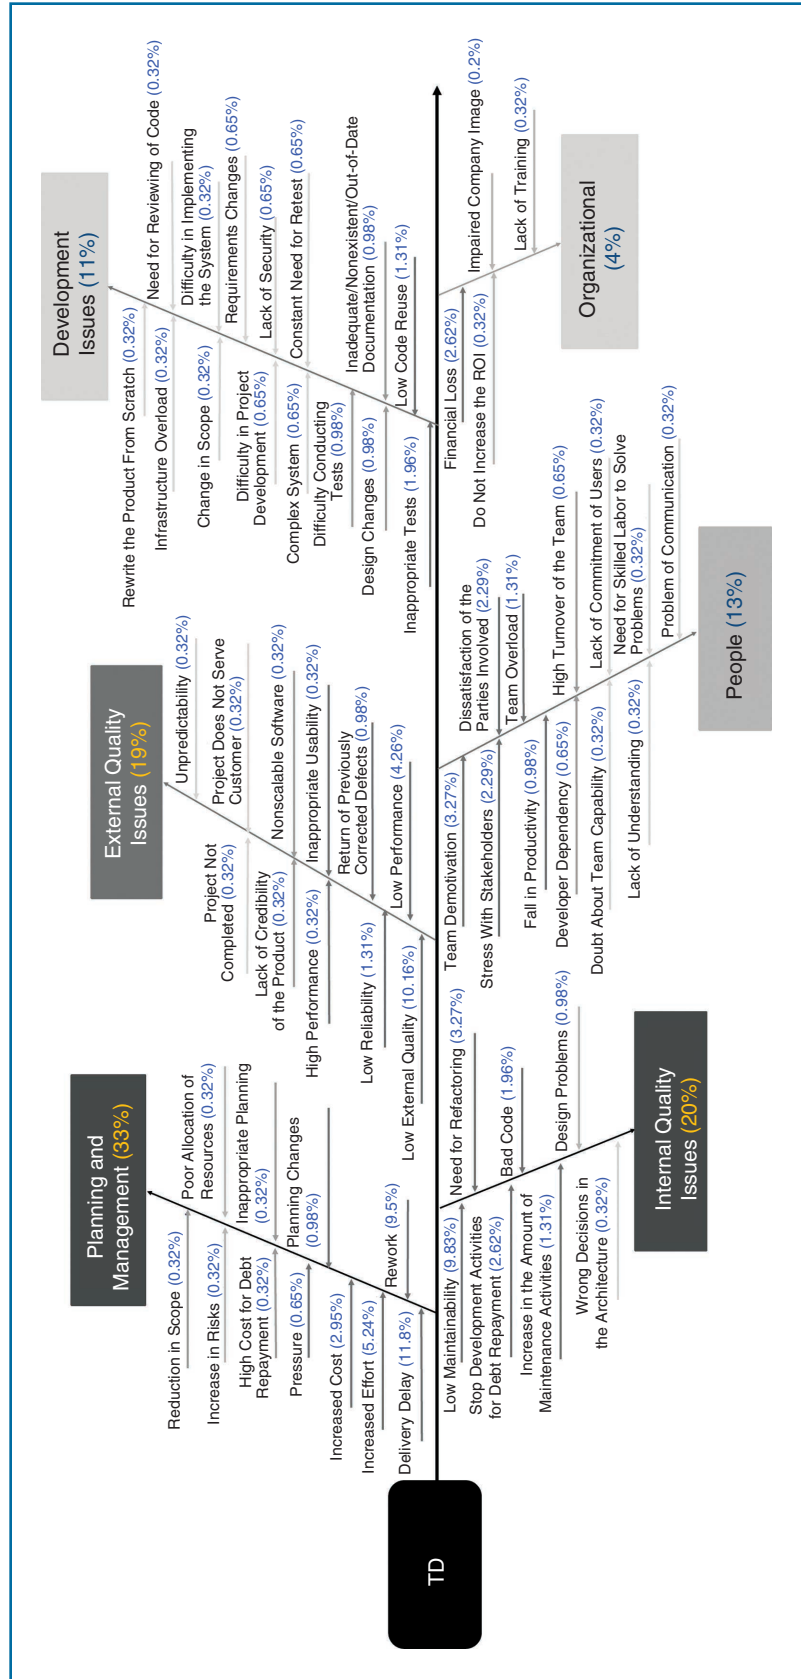 TD
Planning and
Management (33%)
Reduction in Scope (0.32%)
Increase in Risks (0.32%)
High Cost for Debt
Repayment (0.32%)
Pressure (0.65%)
Increased Cost (2.95%)
Increased Effort (5.24%)
Delivery Delay (11.8%)
Poor Allocation of
Resources (0.32%)
Inappropriate Planning
(0.32%)
Planning Changes
(0.98%)
Rework (9.5%)
External Quality
Issues (19%)
Project Not
Completed (0.32%)
Lack of Credibility
of the Product (0.32%)
High Performance (0.32%)
Low Reliability (1.31%)
Low External Quality (10.16%)
Unpredictability (0.32%)
Project Does Not Serve
Customer (0.32%)
Nonscalable Software (0.32%)
Inappropriate Usability (0.32%)
Return of Previously
Corrected Defects (0.98%)
Low Performance (4.26%)
Development
Issues (11%)
Rewrite the Product From Scratch (0.32%)
Infrastructure Overload (0.32%)
Change in Scope (0.32%)
Difficulty in Project
Development (0.65%)
Complex System (0.65%)
Difficulty Conducting
Tests (0.98%)
Design Changes (0.98%)
Inappropriate Tests (1.96%)
Need for Reviewing of Code (0.32%)
Difficulty in Implementing
the System (0.32%)
Requirements Changes (0.65%)
Lack of Security (0.65%)
Constant Need for Retest (0.65%)
Inadequate/Nonexistent/Out-of-Date
Documentation (0.98%)
Low Code Reuse (1.31%)
Low Maintainability (9.83%)
Stop Development Activities
for Debt Repayment (2.62%)
Increase in the Amount of
Maintenance Activities (1.31%)
Wrong Decisions in
the Architecture (0.32%)
Need for Refactoring (3.27%)
Bad Code (1.96%)
Design Problems (0.98%)
Internal Quality
Issues (20%)
Team Demotivation (3.27%)
Stress With Stakeholders (2.29%)
Fall in Productivity (0.98%)
Developer Dependency (0.65%)
Doubt About Team Capability (0.32%)
Lack of Understanding (0.32%)
Dissatisfaction of the
Parties Involved (2.29%)
Team Overload (1.31%)
High Turnover of the Team (0.65%)
Lack of Commitment of Users (0.32%)
Need for Skilled Labor to Solve
Problems (0.32%)
Problem of Communication (0.32%)
People (13%)
Financial Loss (2.62%)
Do Not Increase the ROI (0.32%)
Impaired Company Image (0.2%)
Lack of Training (0.32%)
Organizational
(4%)